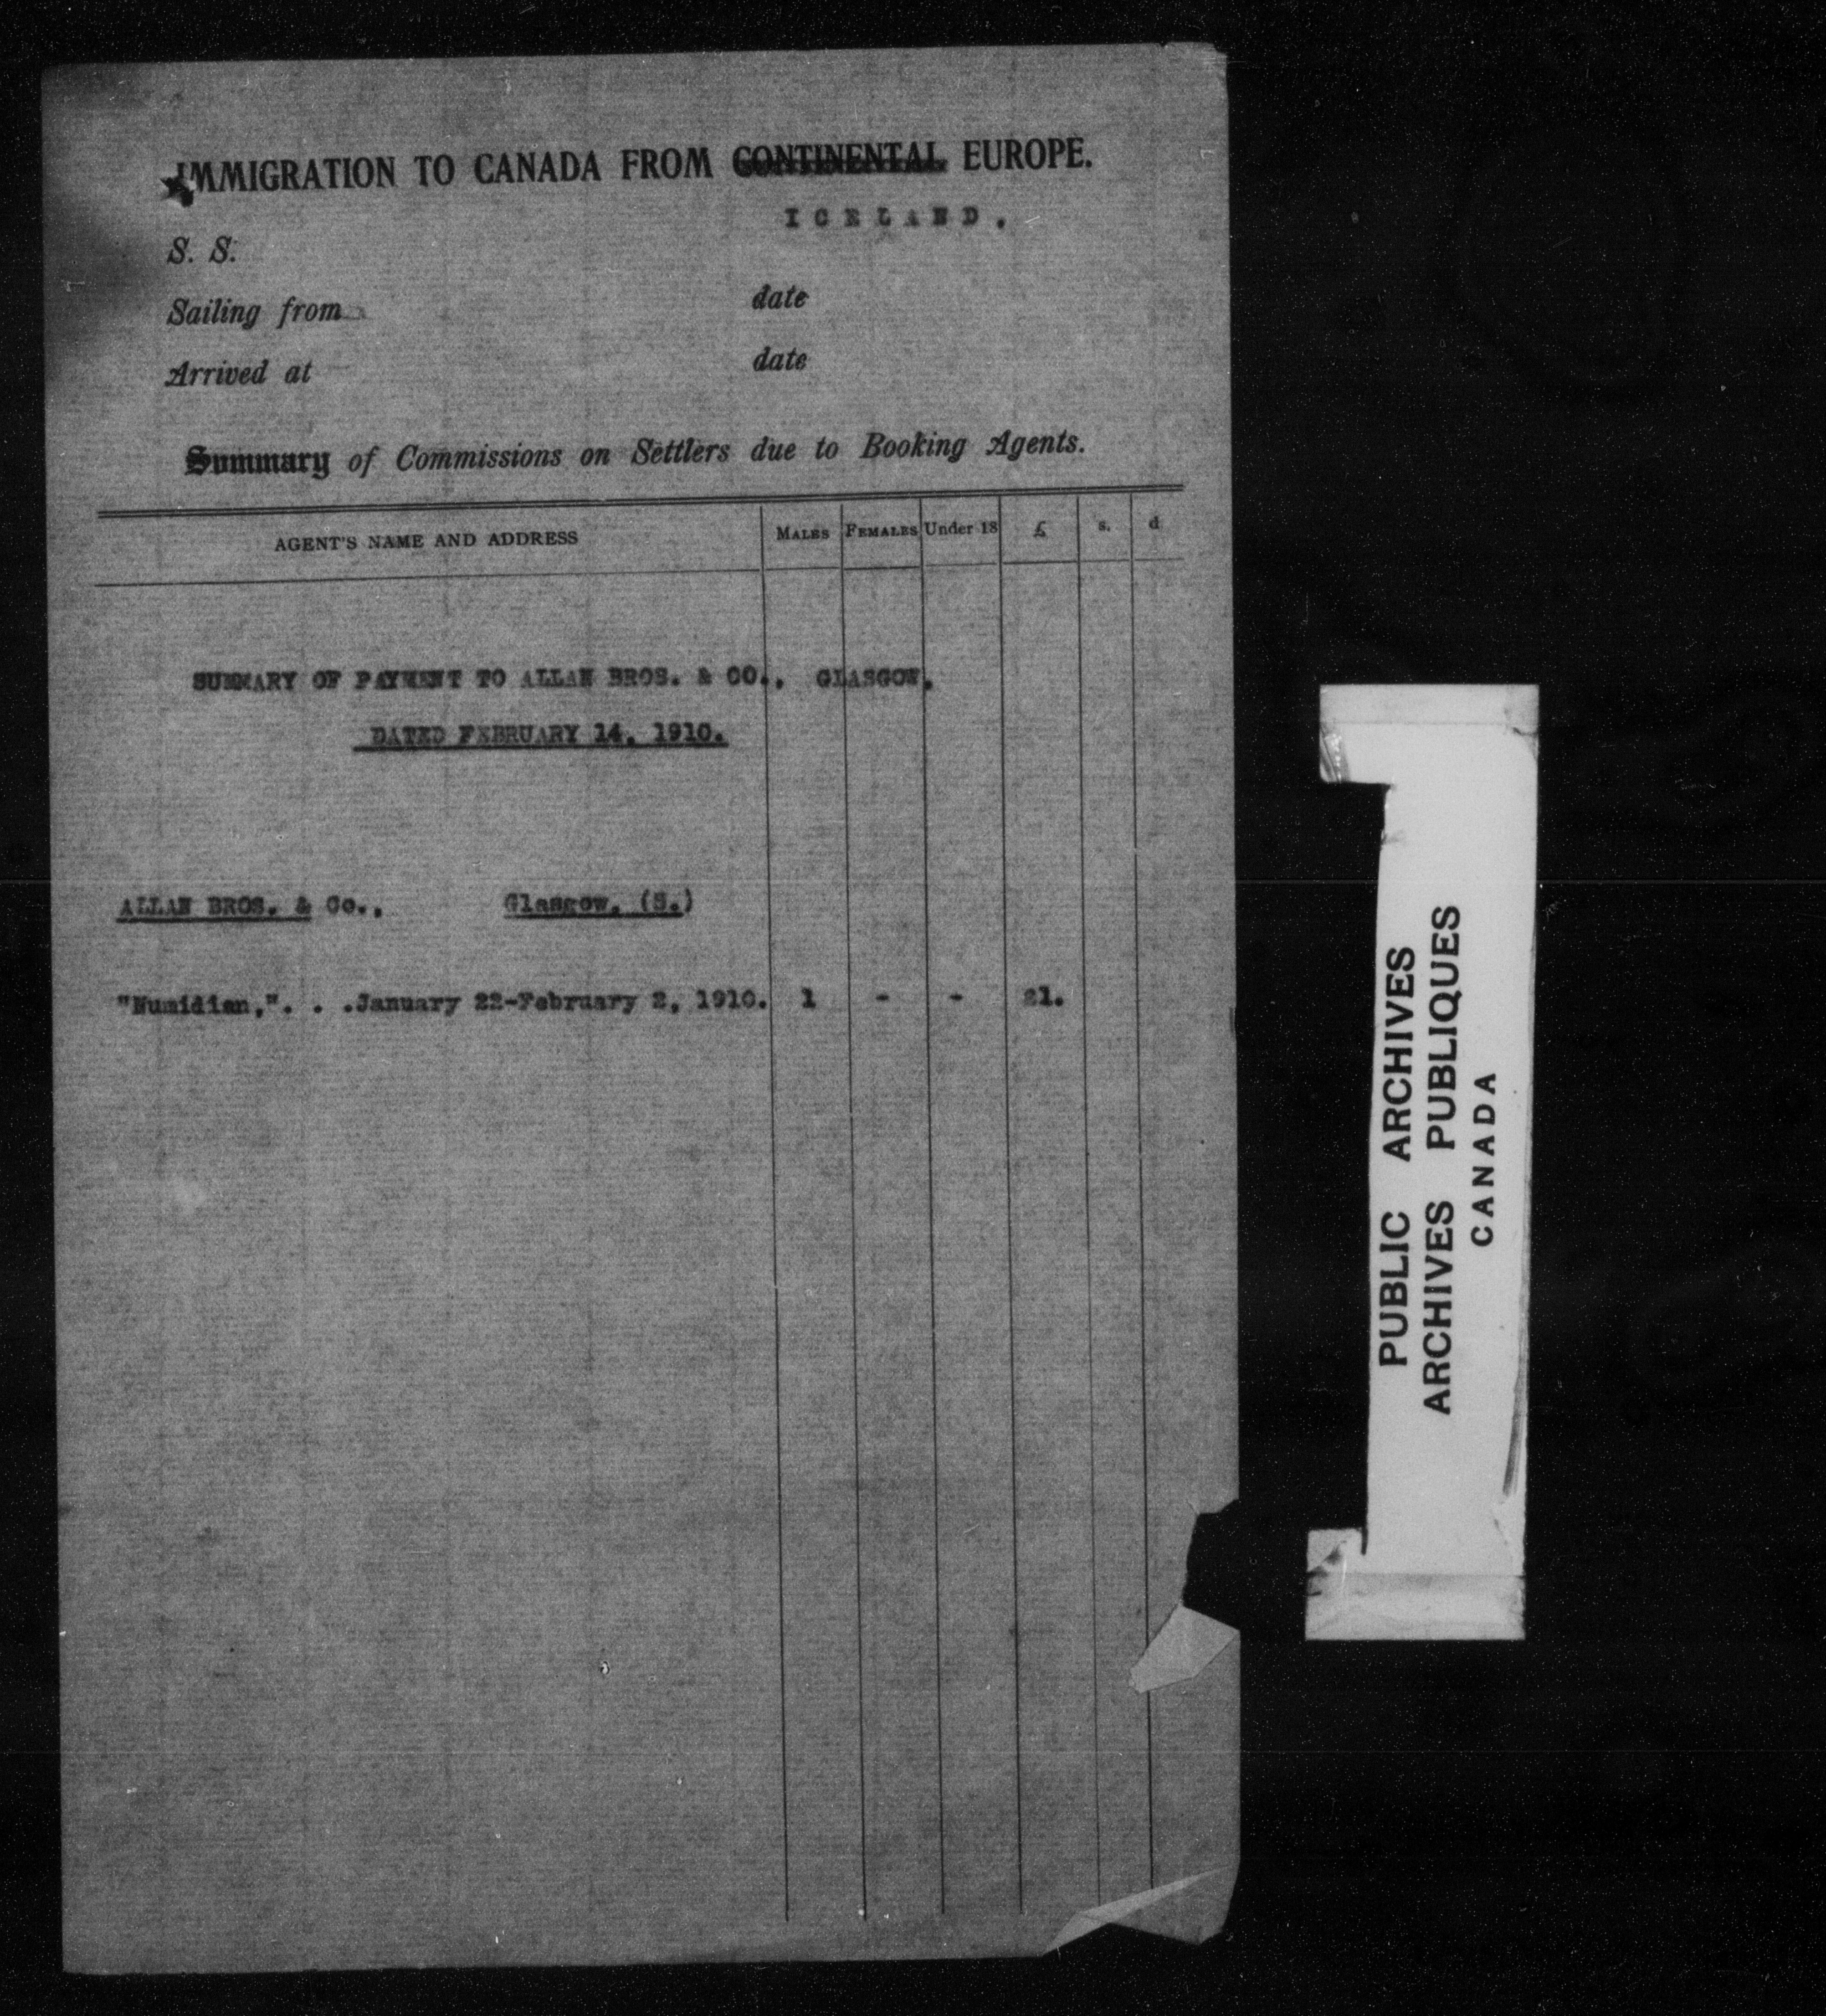 IMMIGRATION TO CANADA FROM CONTINENTAL EUROPE.
ICELAND.
S. S.
Sailing from date
Arrived at date
Summary of Commissions on Settlers due to Booking Agents.
AGENT'S NAME AND ADDRESS MALES FEMALES Under 18 £ s. d
SUMMARY OF PAYMENT TO ALLAN BROS. & CO., GLASGOW.
DATED FEBRUARY 14, 1910.
ALLAN BROS. & Co., Glasgow. (S.)
"Numidian,". . .January 22-February 2, 1910. 1 - -
PUBLIC ARCHIVES
ARCHIVES PUBLIQUES
CANADA